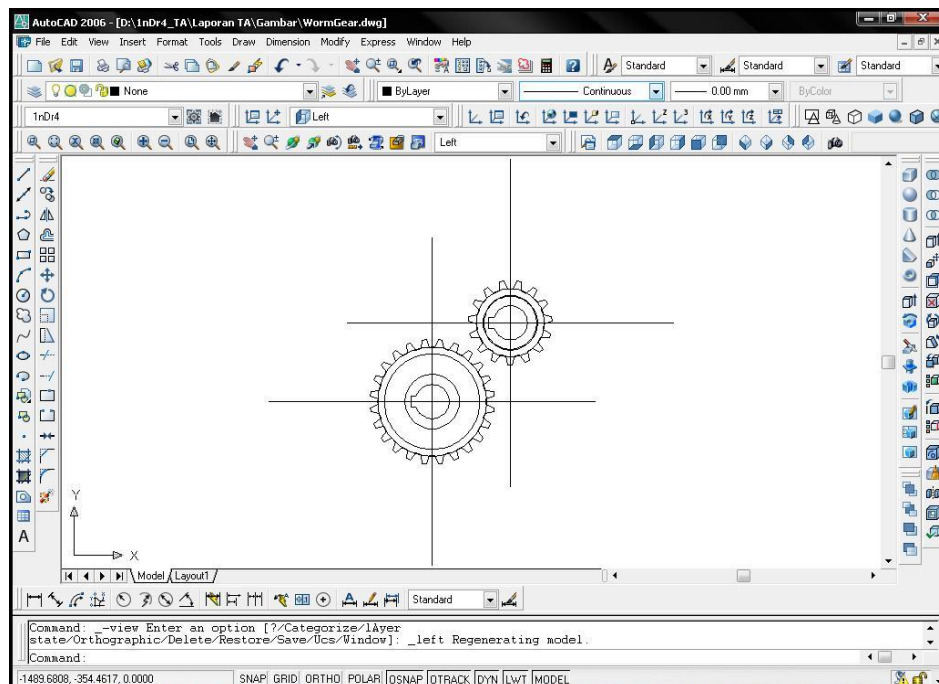 AutoCAD 2006 - [D:\1nDr4_TA\Laporan TA\Gambar\WormGear.dwg]
File Edit View Insert Format Tools Draw Dimension Modify Express Window Help
Standard Standard Standard
None ByLayer Continuous 0.00 mm ByColor
1nDr4 Left
Left
Y
X
A
Model Layout1
Standard
Command: _-view Enter an option [?/Categorize/lAyer
state/Orthographic/Delete/Restore/Save/Ucs/Window]: _left Regenerating model.
Command:
-1489.6808, -354.4617, 0.0000 SNAP GRID ORTHO POLAR OSNAP OTRACK DYN LWT MODEL